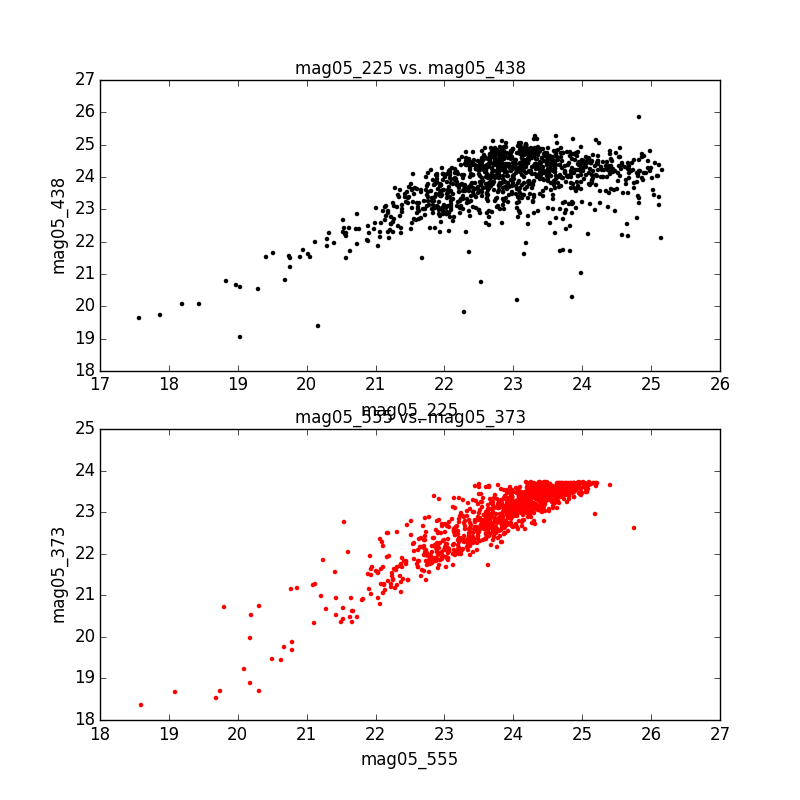 mag05_225 vs. mag05_438
27
26
25
24
23
22
21
20
19
18
mag05_438
17 18 19 20 21 22 23 24 25 26
mag05_225
mag05_555 vs. mag05_373
25
24
23
22
21
20
19
18
mag05_373
18 19 20 21 22 23 24 25 26 27
mag05_555